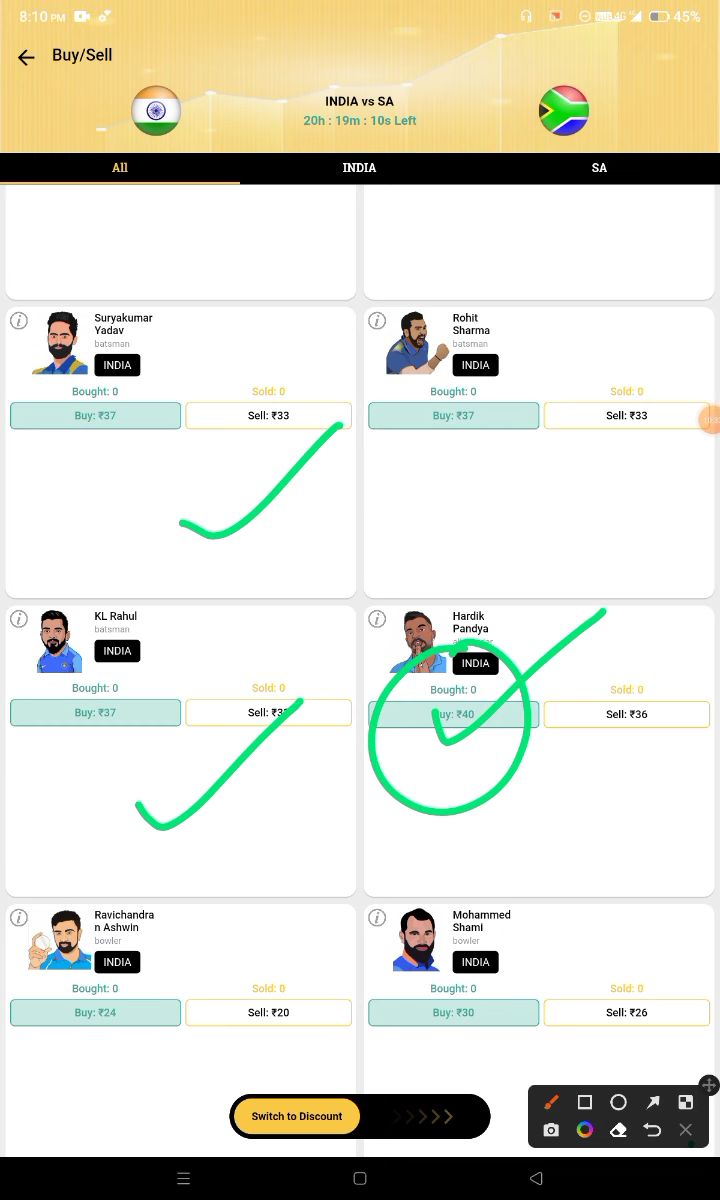 8:10 PM
4G
45%
Buy/Sell
INDIA vs SA
20h : 19m : 10s Left
All
INDIA
SA
Suryakumar
Yadav
batsman
INDIA
Bought: 0
Sold: 0
Buy: ₹37
Sell: ₹33
Rohit
Sharma
batsman
INDIA
Bought: 0
Sold: 0
Buy: ₹37
Sell: ₹33
KL Rahul
batsman
INDIA
Bought: 0
Sold: 0
Buy: ₹37
Hardik
Pandya
INDIA
Bought: 0
Sold: 0
Buy: ₹40
Sell: ₹36
Ravichandra
n Ashwin
bowler
INDIA
Bought: 0
Sold: 0
Buy: ₹24
Sell: ₹20
Mohammed
Shami
bowler
INDIA
Bought: 0
Sold: 0
Buy: ₹30
Sell: ₹26
Switch to Discount